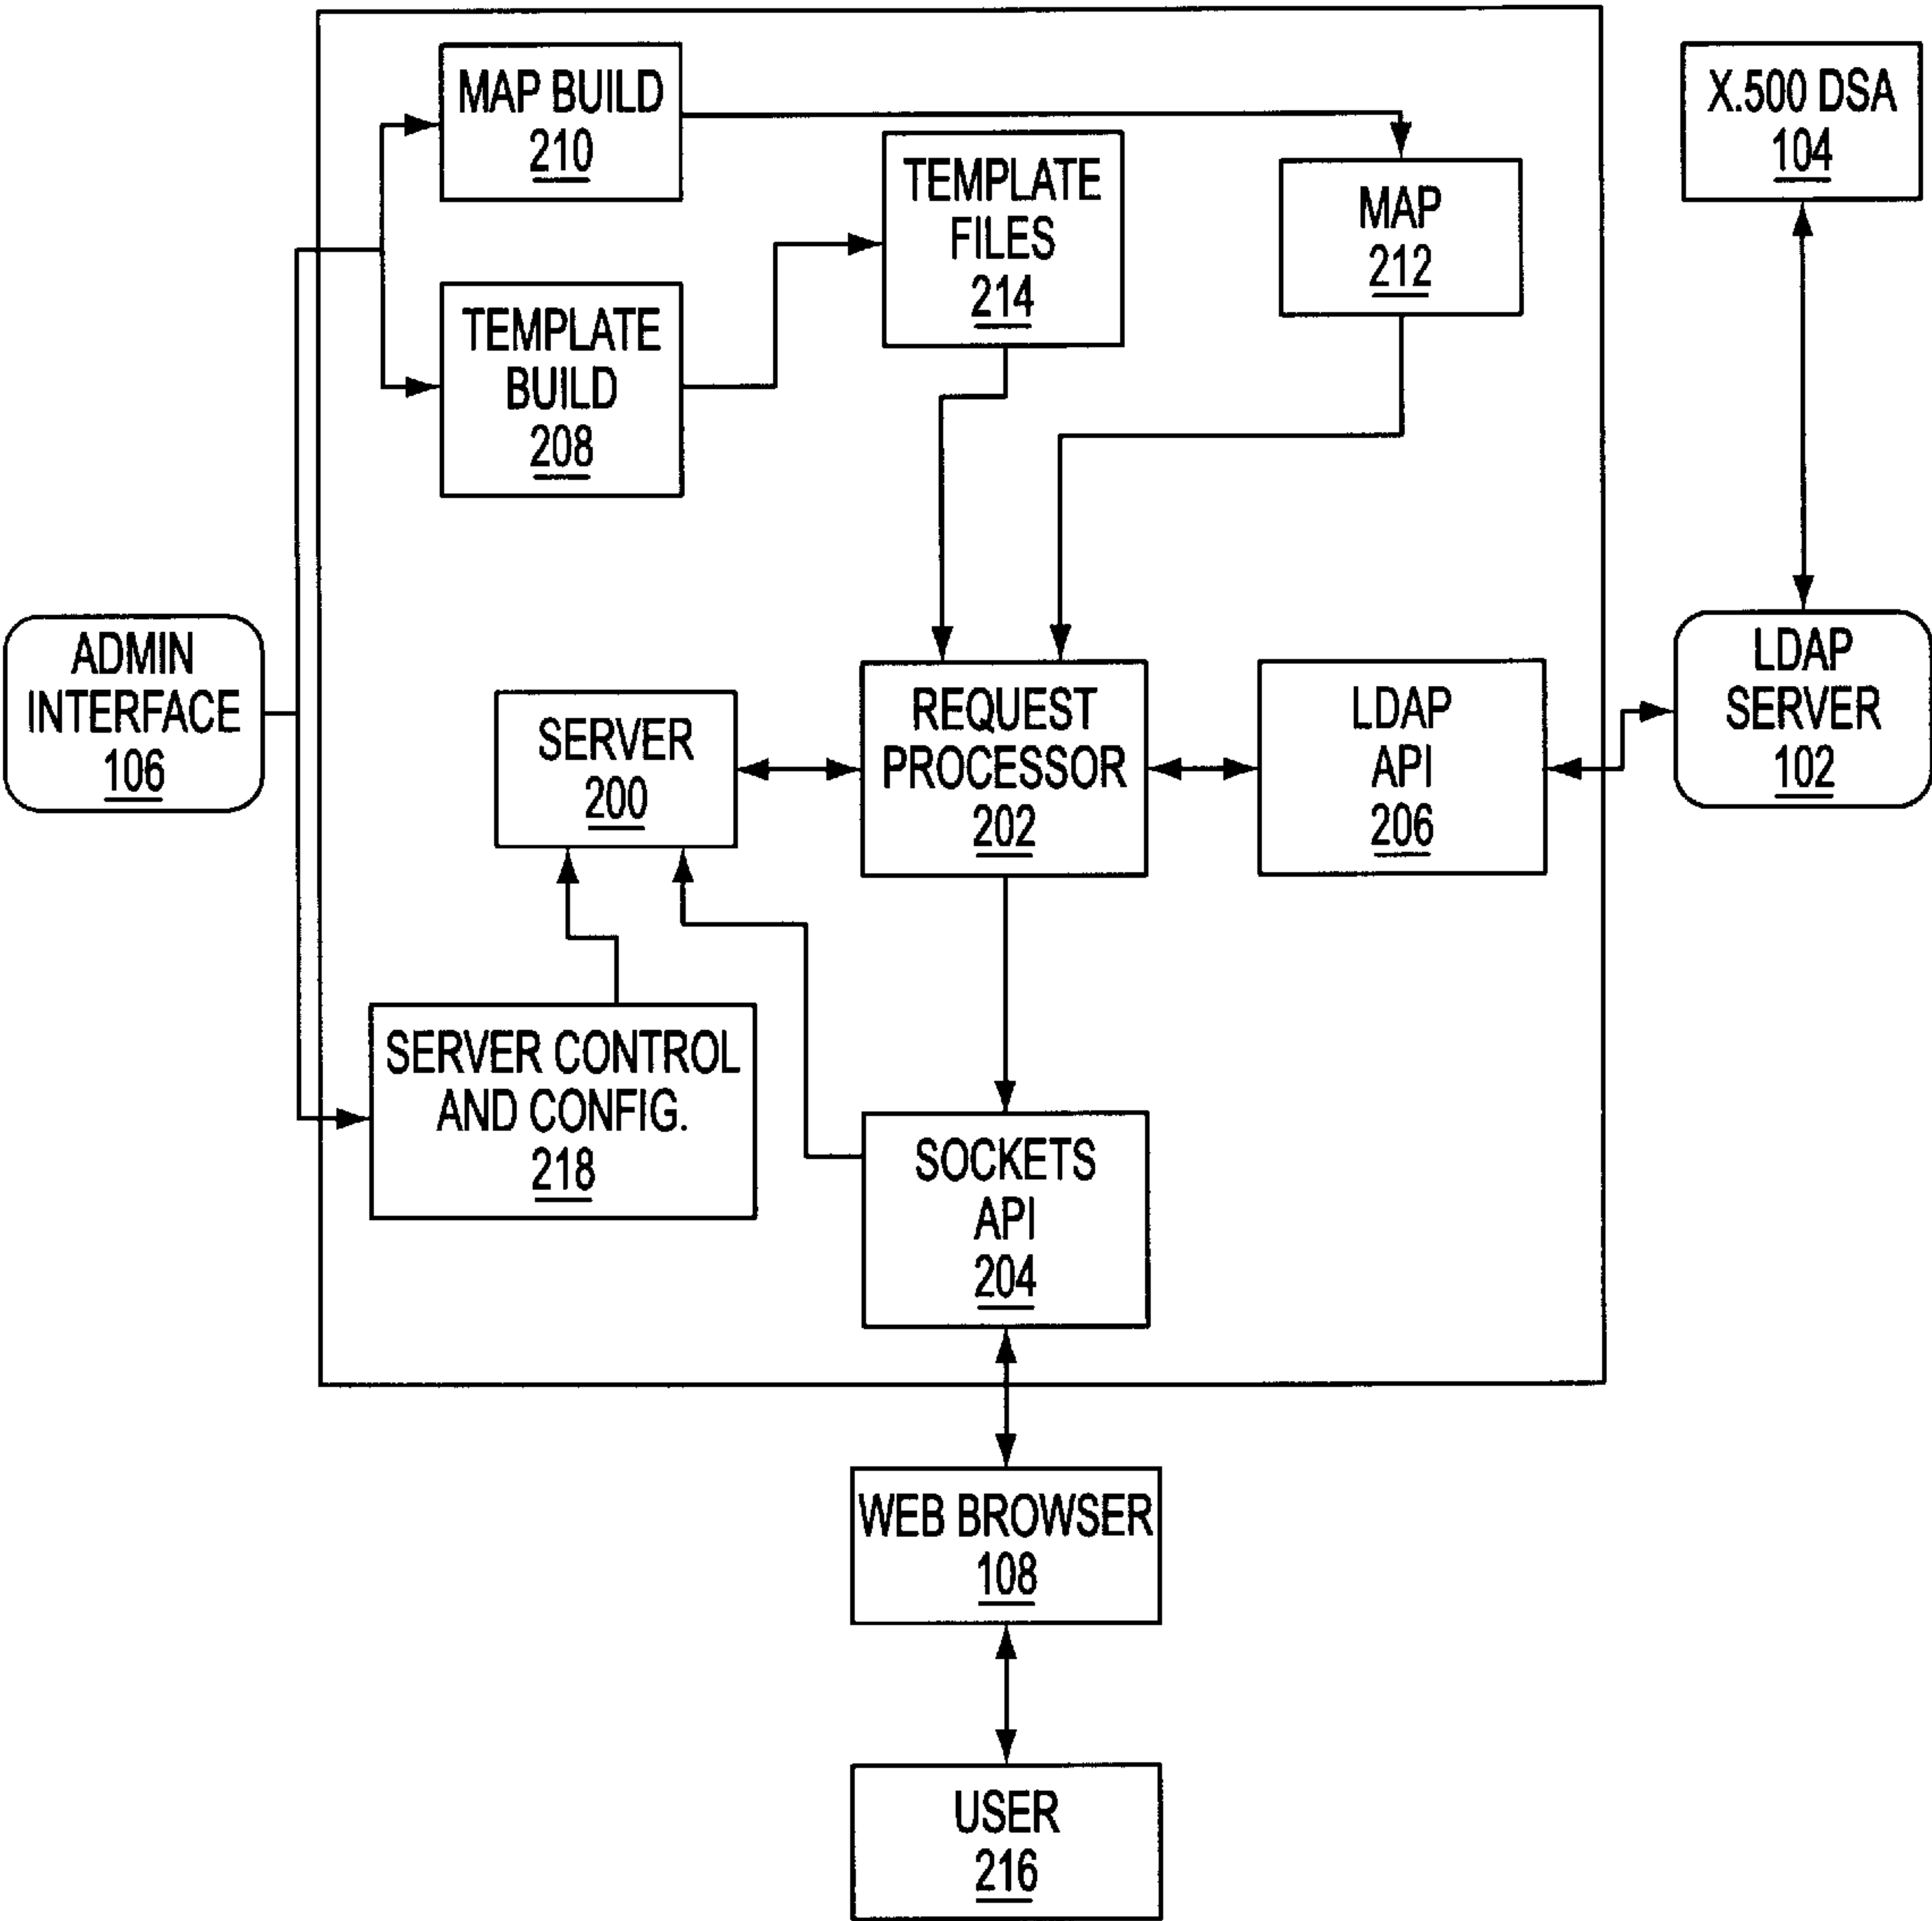 MAP BUILD
210
X.500 DSA
104
TEMPLATE
FILES
214
MAP
212
TEMPLATE
BUILD
208
ADMIN
INTERFACE
106
SERVER
200
REQUEST
PROCESSOR
202
LDAP
API
206
LDAP
SERVER
102
SERVER CONTROL
AND CONFIG.
218
SOCKETS
API
204
WEB BROWSER
108
USER
216